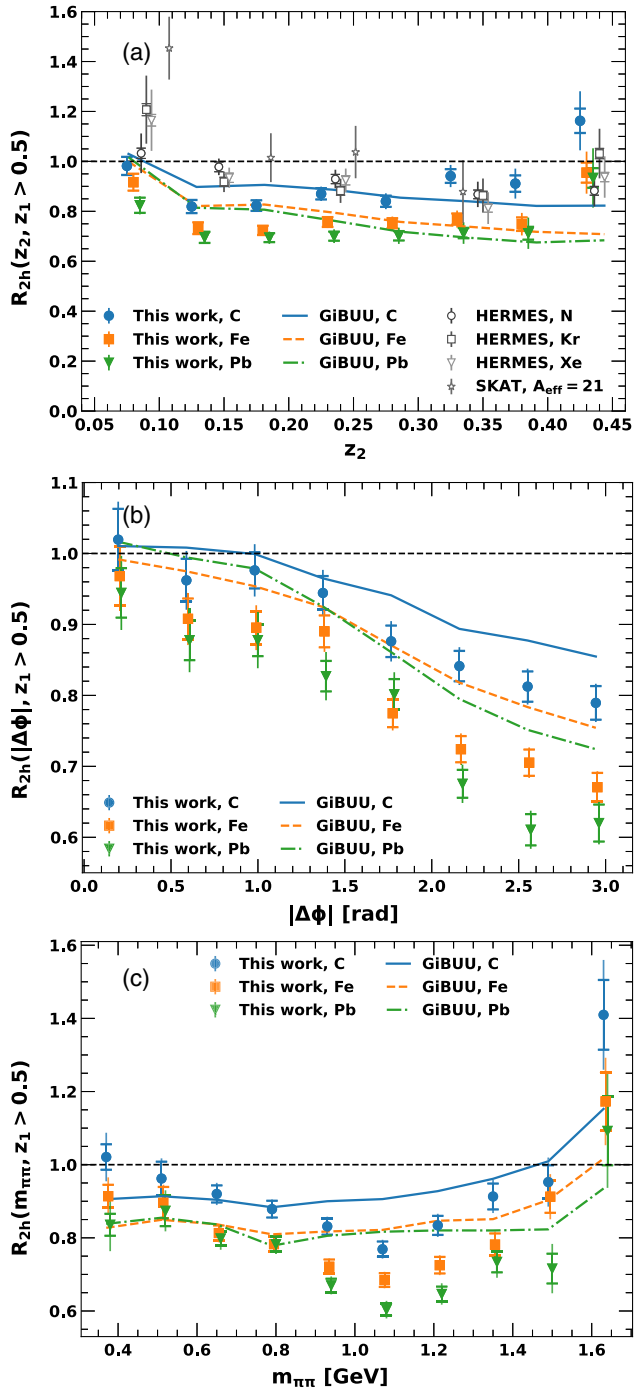 (a)
1.6
1.4
1.2
1.0
0.8
0.6
0.4
0.2
0.0
R2h(z2, z1 > 0.5)
This work, C
This work, Fe
This work, Pb
GiBUU, C
GiBUU, Fe
GiBUU, Pb
HERMES, N
HERMES, Kr
HERMES, Xe
SKAT, Aeff = 21
0.05 0.10 0.15 0.20 0.25 0.30 0.35 0.40 0.45
z2
(b)
1.1
1.0
0.9
0.8
0.7
0.6
R2h(|Δϕ|, z1 > 0.5)
This work, C
This work, Fe
This work, Pb
GiBUU, C
GiBUU, Fe
GiBUU, Pb
0.0 0.5 1.0 1.5 2.0 2.5 3.0
|Δϕ| [rad]
(c)
1.6
1.4
1.2
1.0
0.8
0.6
R2h(mππ, z1 > 0.5)
This work, C
This work, Fe
This work, Pb
GiBUU, C
GiBUU, Fe
GiBUU, Pb
0.4 0.6 0.8 1.0 1.2 1.4 1.6
mππ [GeV]